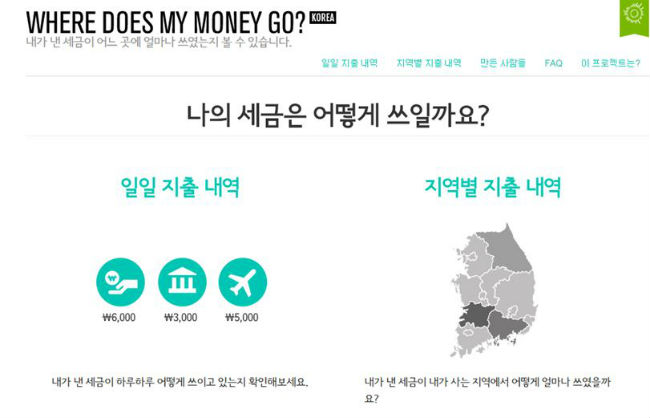 WHERE DOES MY MONEY GO? KOREA
내가 낸 세금이 어느 곳에 얼마나 쓰였는지 볼 수 있습니다.
일일 지출 내역 지역별 지출 내역 만든 사람들 FAQ 이 프로젝트는?
나의 세금은 어떻게 쓰일까요?
일일 지출 내역 지역별 지출 내역
₩
₩6,000 ₩3,000 ₩5,000
내가 낸 세금이 하루하루 어떻게 쓰이고 있는지 확인해보세요. 내가 낸 세금이 내가 사는 지역에서 어떻게 얼마나 쓰였을까
요?